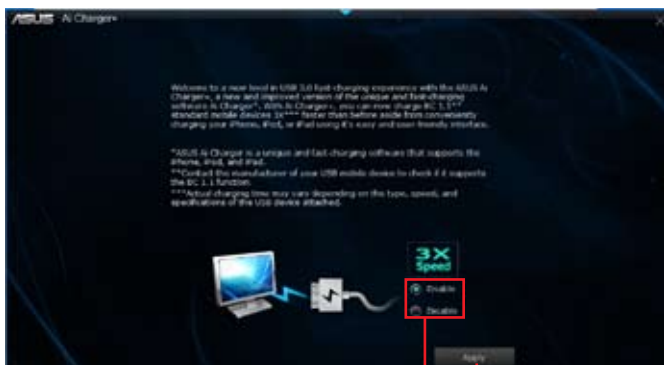 ASUS Ai Charger+
Welcome to a new level in USB 3.0 fast-charging experience with the ASUS Ai
Charger+, a new and improved version of the unique and fast-charging
software Ai Charger*. With Ai Charger+, you can now charge BC 1.1**
standard mobile devices 3X*** faster than before aside from conveniently
charging your iPhone, iPod, or iPad using it's easy and user friendly interface.
*ASUS Ai Charger is a unique and fast charging software that supports the
iPhone, iPod, and iPad.
**Contact the manufacturer of your USB mobile device to check if it supports
the BC 1.1 function.
***Actual charging time may vary depending on the type, speed, and
specifications of the USB device attached.
3X
Speed
Enable
Disable
Apply